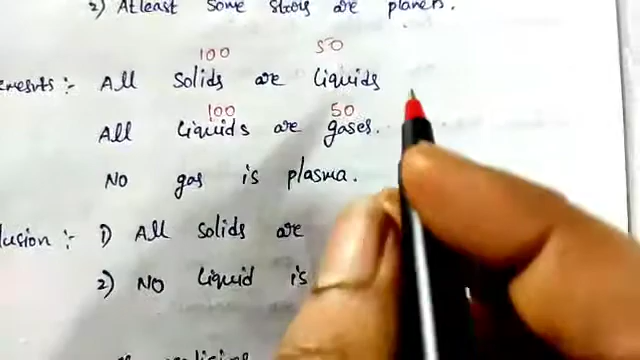 2) Atleast Some Stars are planets.
100 50
All Solids are liquids
100 50
All liquids are gases.
No gas is plasma.
1) All solids are
2) No liquid is